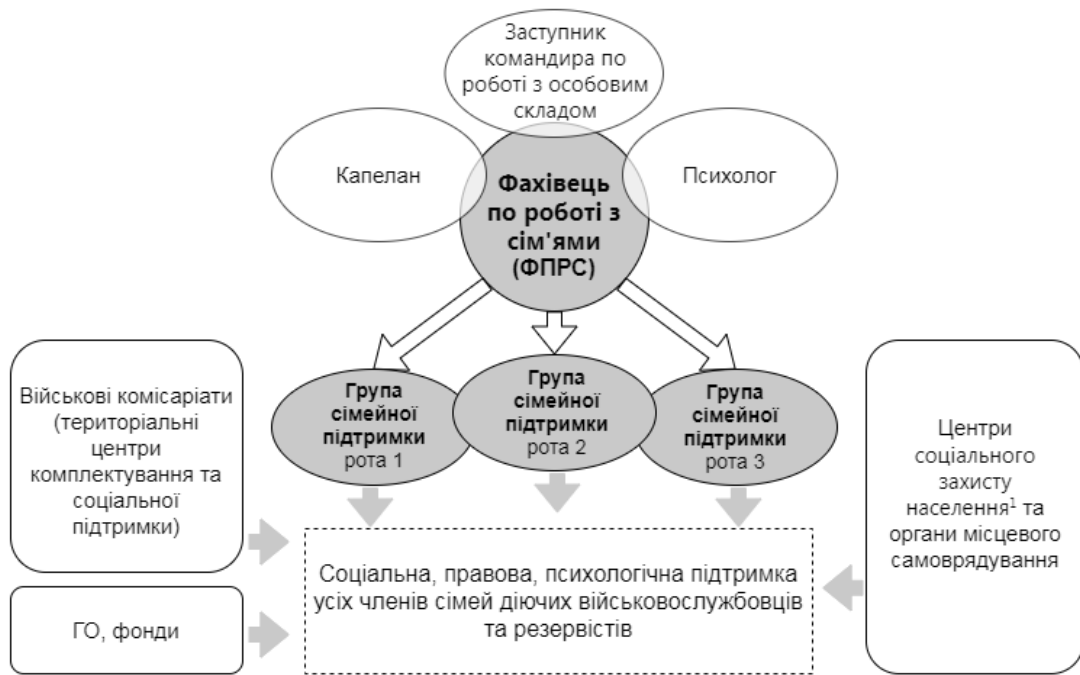 Заступник
командира по
роботі з особовим
складом
Капелан
Психолог
Фахівець
по роботі з
сім'ями
(ФПРС)
Військові комісаріати
(територіальні
центри
комплектування та
соціальної
підтримки)
Група
сімейної
підтримки
рота 1
Група
сімейної
підтримки
рота 2
Група
сімейної
підтримки
рота 3
Центри
соціального
захисту
населення¹ та
органи місцевого
самоврядування
Соціальна, правова, психологічна підтримка
усіх членів сімей діючих військовослужбовців
та резервістів
ГО, фонди